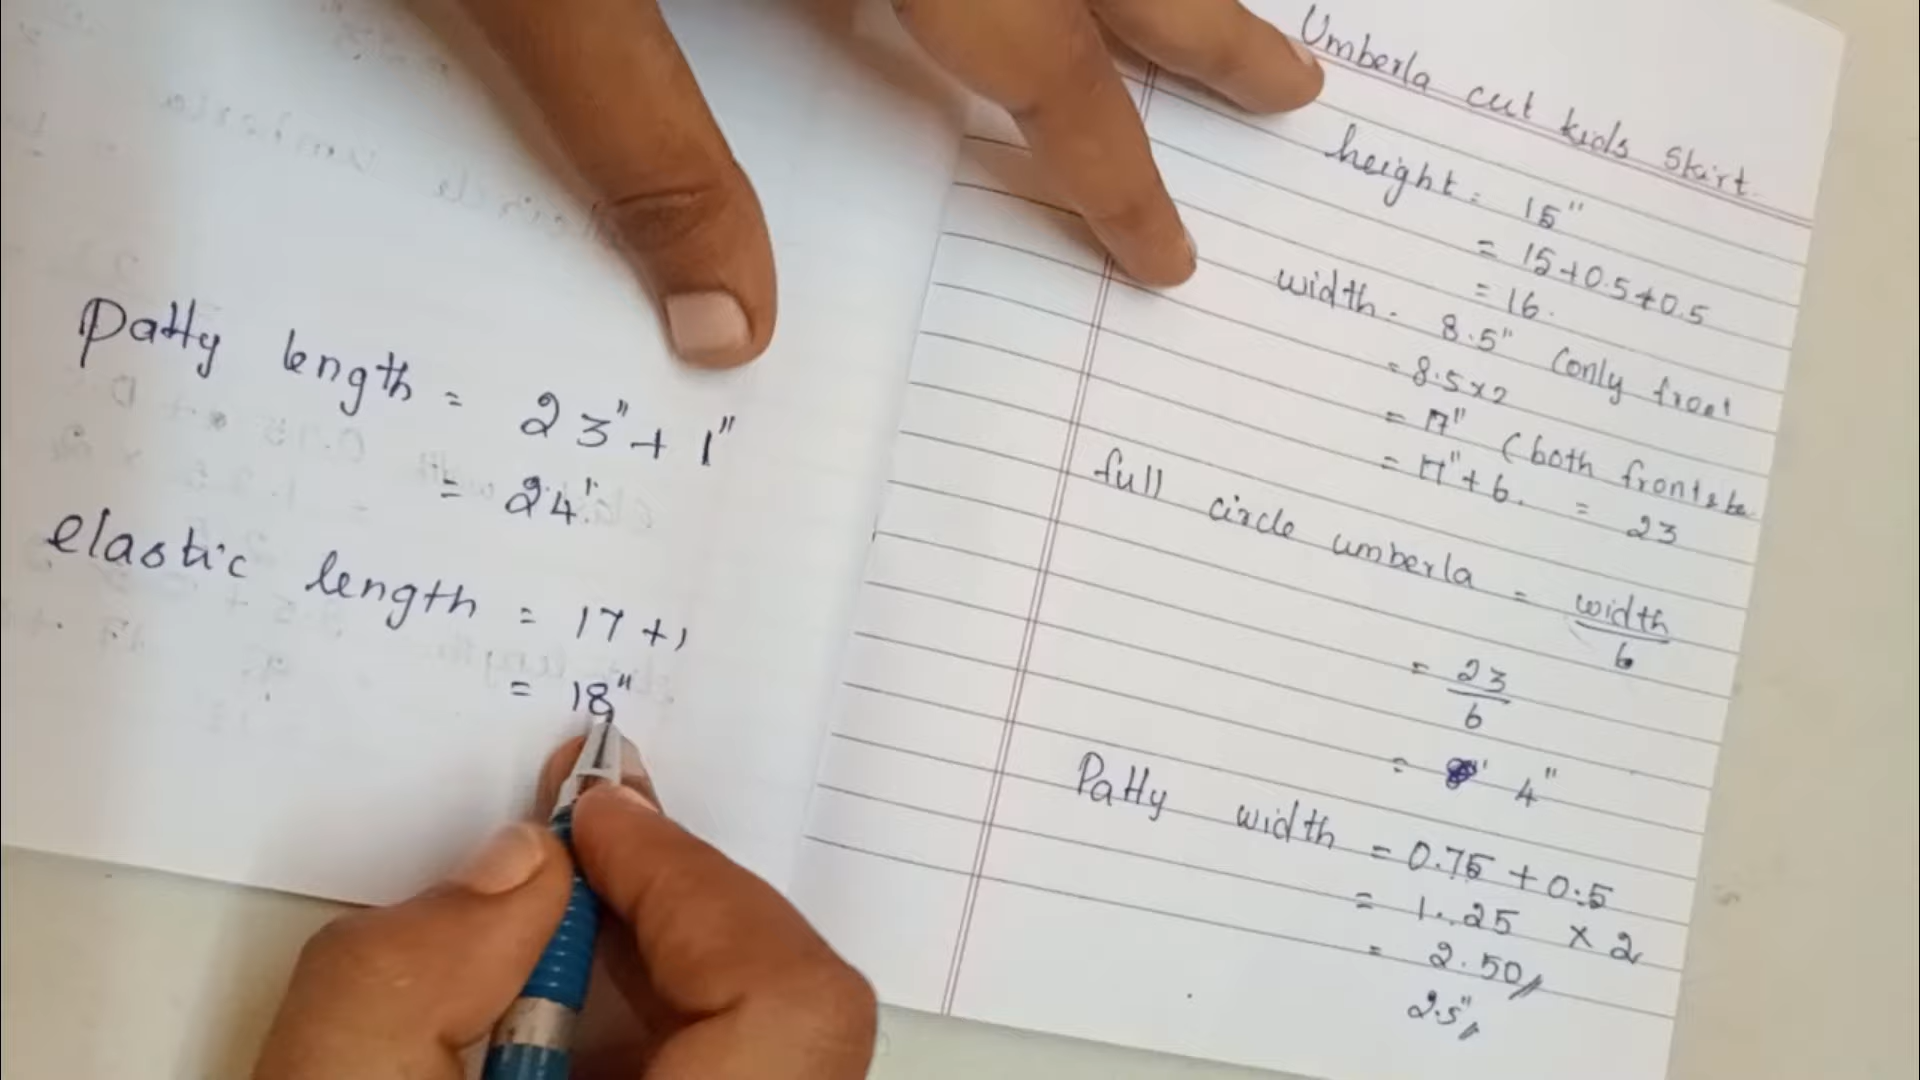 Patty length = 23" + 1"
= 24"
elastic length = 17 + 1
= 18"
Umberla cut kids Skirt.
height = 15"
= 15+0.5+0.5
= 16.
width. 8.5" (only front
= 8.5x2
= 17" (both front & ba
= 17" + 6. = 23
full circle umberla = width
6
= 23
6
= 4"
Patty width = 0.75 + 0.5
= 1.25 x 2
= 2.50
2.5"